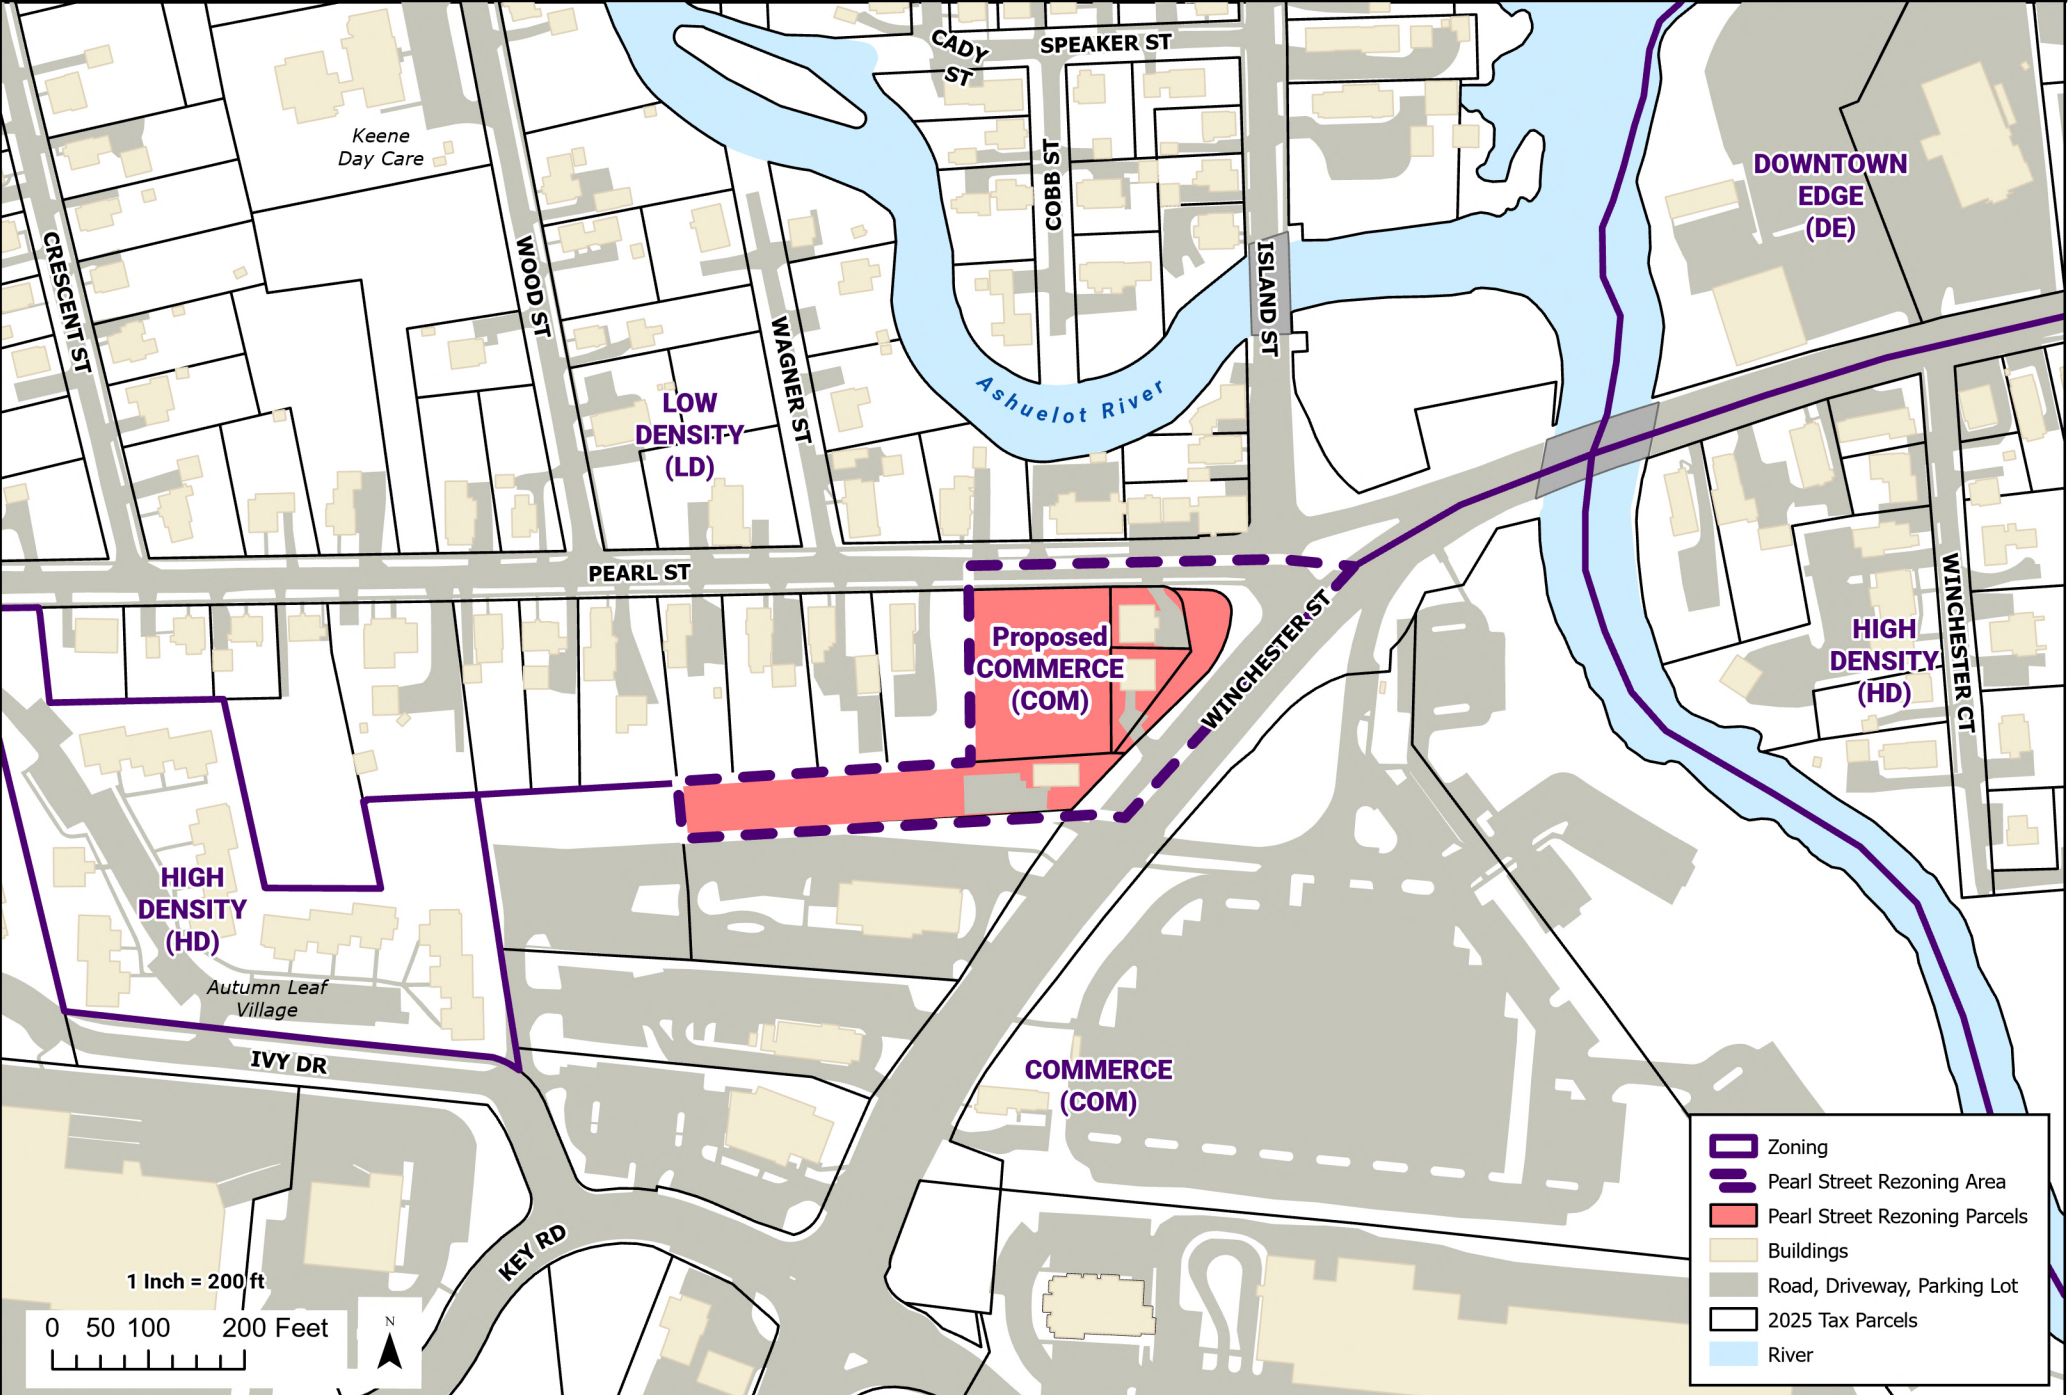 CADY
ST
SPEAKER ST
Keene
Day Care
COBB ST
DOWNTOWN
EDGE
(DE)
CRESCENT ST
WOOD ST
WAGNER ST
ISLAND ST
Ashuelot River
LOW
DENSITY
(LD)
PEARL ST
Proposed
COMMERCE
(COM)
WINCHESTER ST
HIGH
DENSITY
(HD)
WINCHESTER CT
HIGH
DENSITY
(HD)
Autumn Leaf
Village
IVY DR
COMMERCE
(COM)
KEY RD
1 Inch = 200 ft
0 50 100 200 Feet
N
Zoning
Pearl Street Rezoning Area
Pearl Street Rezoning Parcels
Buildings
Road, Driveway, Parking Lot
2025 Tax Parcels
River